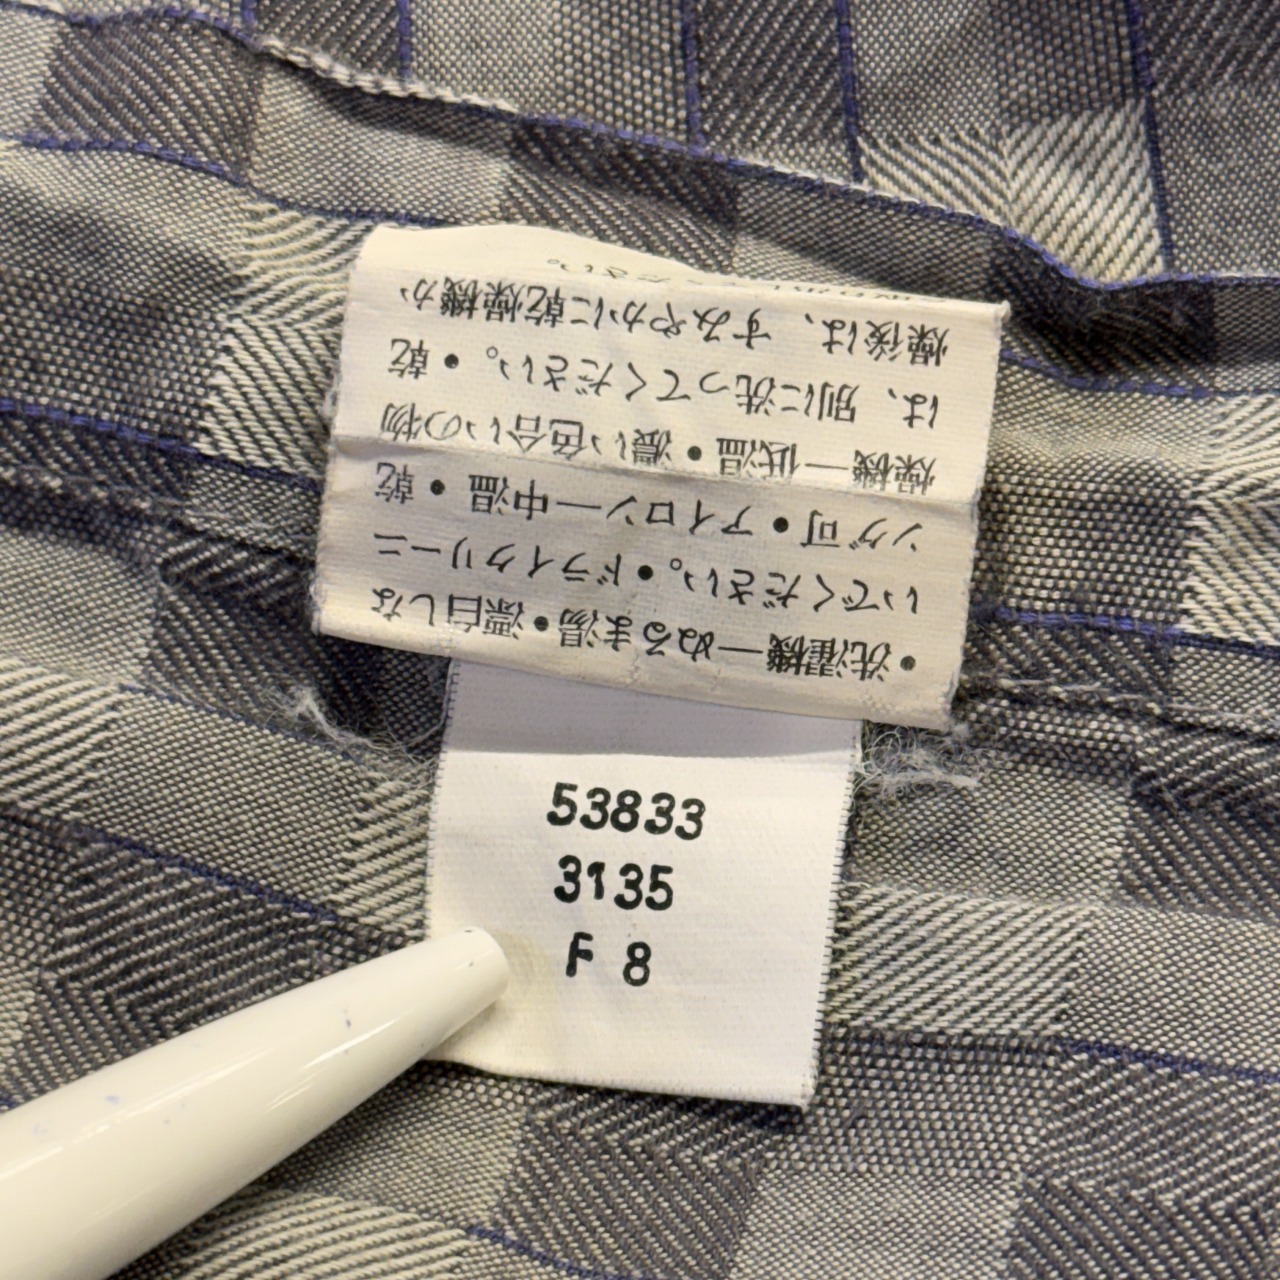 •洗濯機—ぬるま湯•漂白しな
いでください。•ドライクリーニ
ング可•アイロン—中温•乾
燥機—低温•濃い色合いの物
は、別に洗ってください。•乾
燥後は、すみやかに乾燥機か
ださい。
53833
3135
F 8